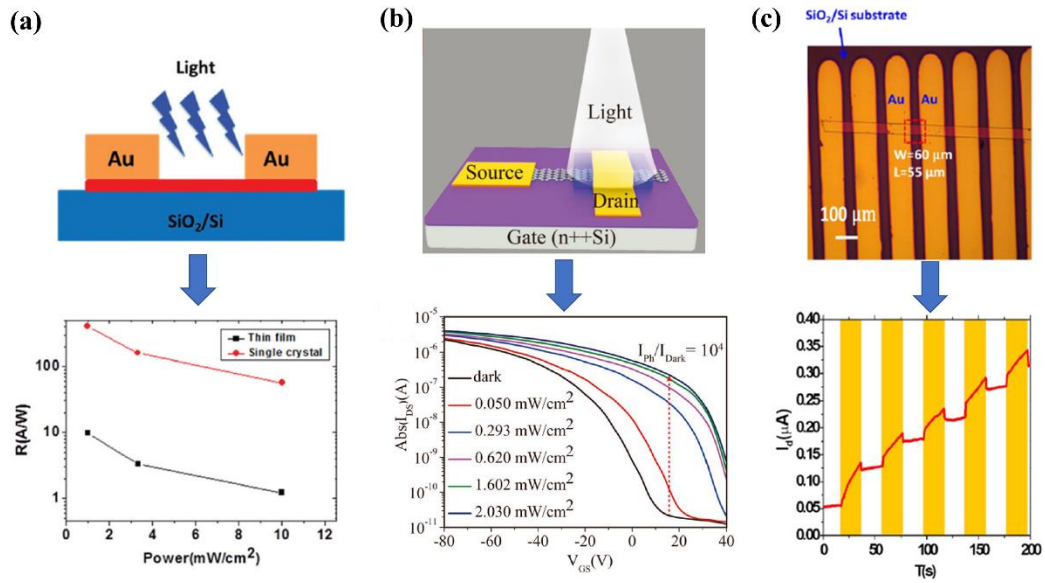 (a)
Light
Au
Au
SiO₂/Si
R(A/W)
100
10
1
Thin film
Single crystal
0
2
4
6
8
10
12
Power(mW/cm²)
(b)
Light
Source
Drain
Gate (n++Si)
Abs(I_DS)(A)
10⁻⁵
10⁻⁶
10⁻⁷
10⁻⁸
10⁻⁹
10⁻¹⁰
10⁻¹¹
I_Ph/I_Dark = 10⁴
dark
0.050 mW/cm²
0.293 mW/cm²
0.620 mW/cm²
1.602 mW/cm²
2.030 mW/cm²
-80
-60
-40
-20
0
20
40
V_GS(V)
(c)
SiO₂/Si substrate
Au
Au
W=60 μm
L=55 μm
100 μm
I_d(μA)
0.40
0.35
0.30
0.25
0.20
0.15
0.10
0.05
0.00
0
50
100
150
200
T(s)